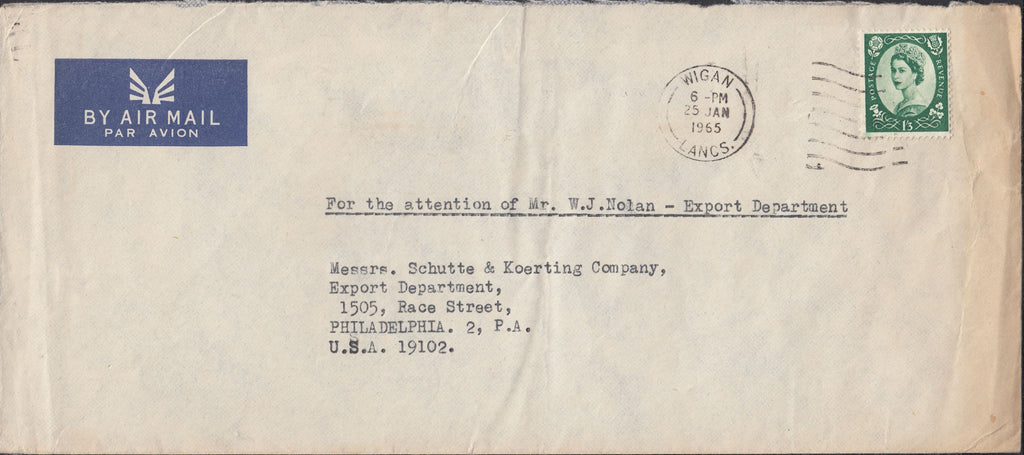 BY AIR MAIL
PAR AVION
WIGAN
6 - PM
25 JAN
1965
LANCS.
POSTAGE REVENUE
1/3
For the attention of Mr. W.J.Nolan - Export Department
Messrs. Schutte & Koerting Company,
Export Department,
1505, Race Street,
PHILADELPHIA. 2, P.A.
U.S.A. 19102.